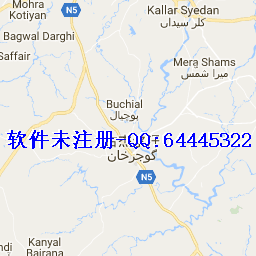 Mohra
Kotiyan
N5
Kallar Syedan
کلر سیداں
Bagwal Darghi
Saffair
Mera Shams
میرا شمس
Buchial
بوچیال
软件未注册 QQ:64445322
گوجرخان
N5
Kanyal
Bairana